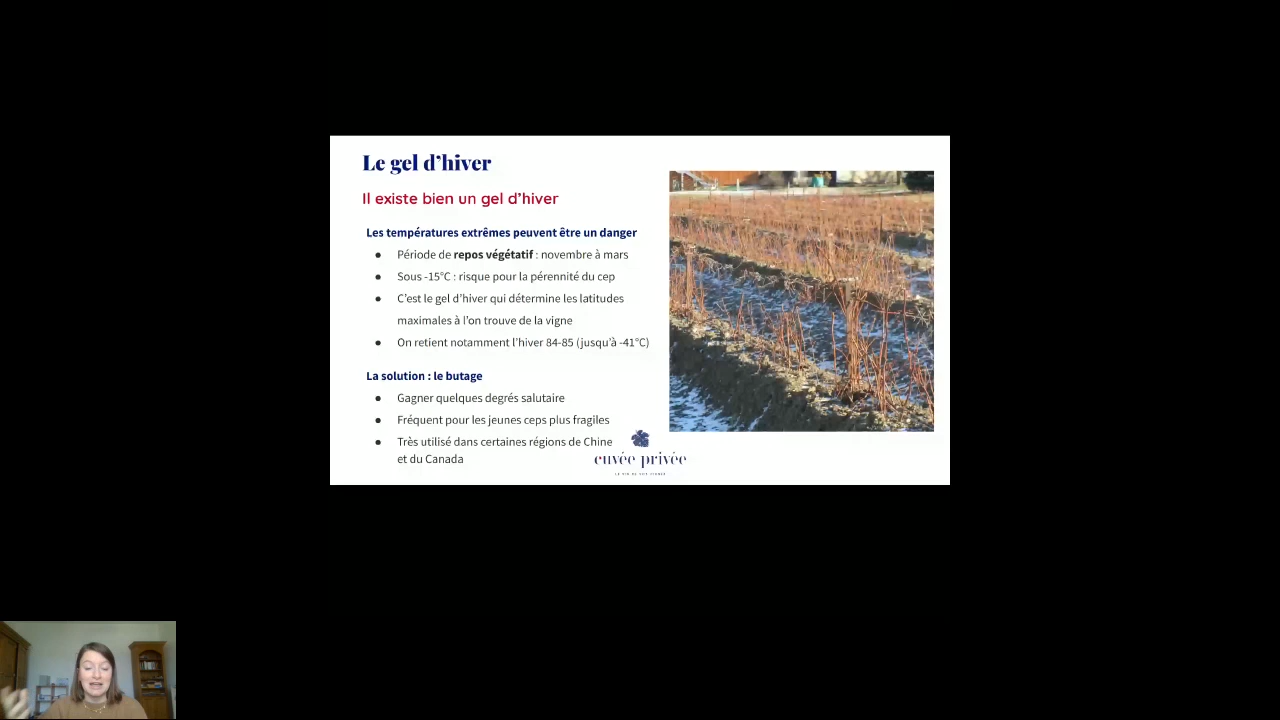 Le gel d'hiver
Il existe bien un gel d'hiver
Les températures extrêmes peuvent être un danger
● Période de repos végétatif : novembre à mars
● Sous -15°C : risque pour la pérennité du cep
● C'est le gel d'hiver qui détermine les latitudes
maximales à l'on trouve de la vigne
● On retient notamment l'hiver 84-85 (jusqu'à -41°C)
La solution : le butage
● Gagner quelques degrés salutaire
● Fréquent pour les jeunes ceps plus fragiles
● Très utilisé dans certaines régions de Chine
et du Canada
cuvée privée